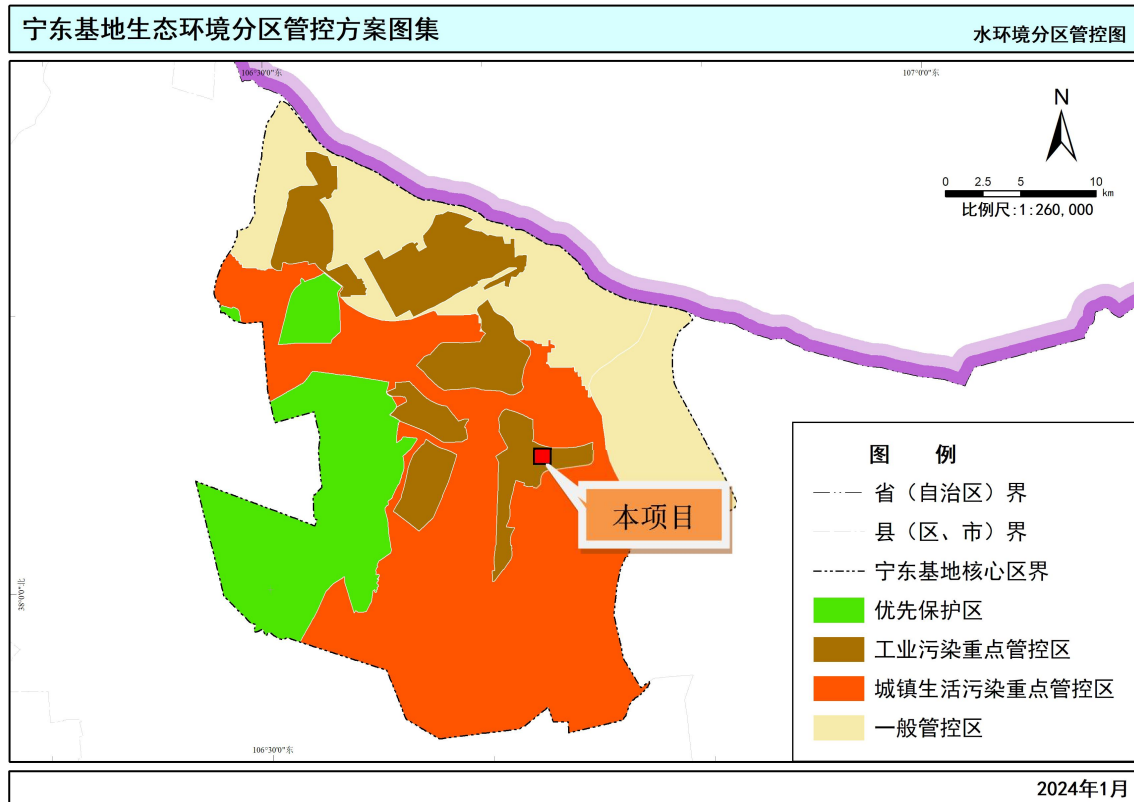 宁东基地生态环境分区管控方案图集
水环境分区管控图
106°30'0"东
107°0'0"东
N
0 2.5 5 10
km
比例尺:1:260,000
本项目
38°0'0"北
图 例
省（自治区）界
县（区、市）界
宁东基地核心区界
优先保护区
工业污染重点管控区
城镇生活污染重点管控区
一般管控区
106°30'0"东
2024年1月